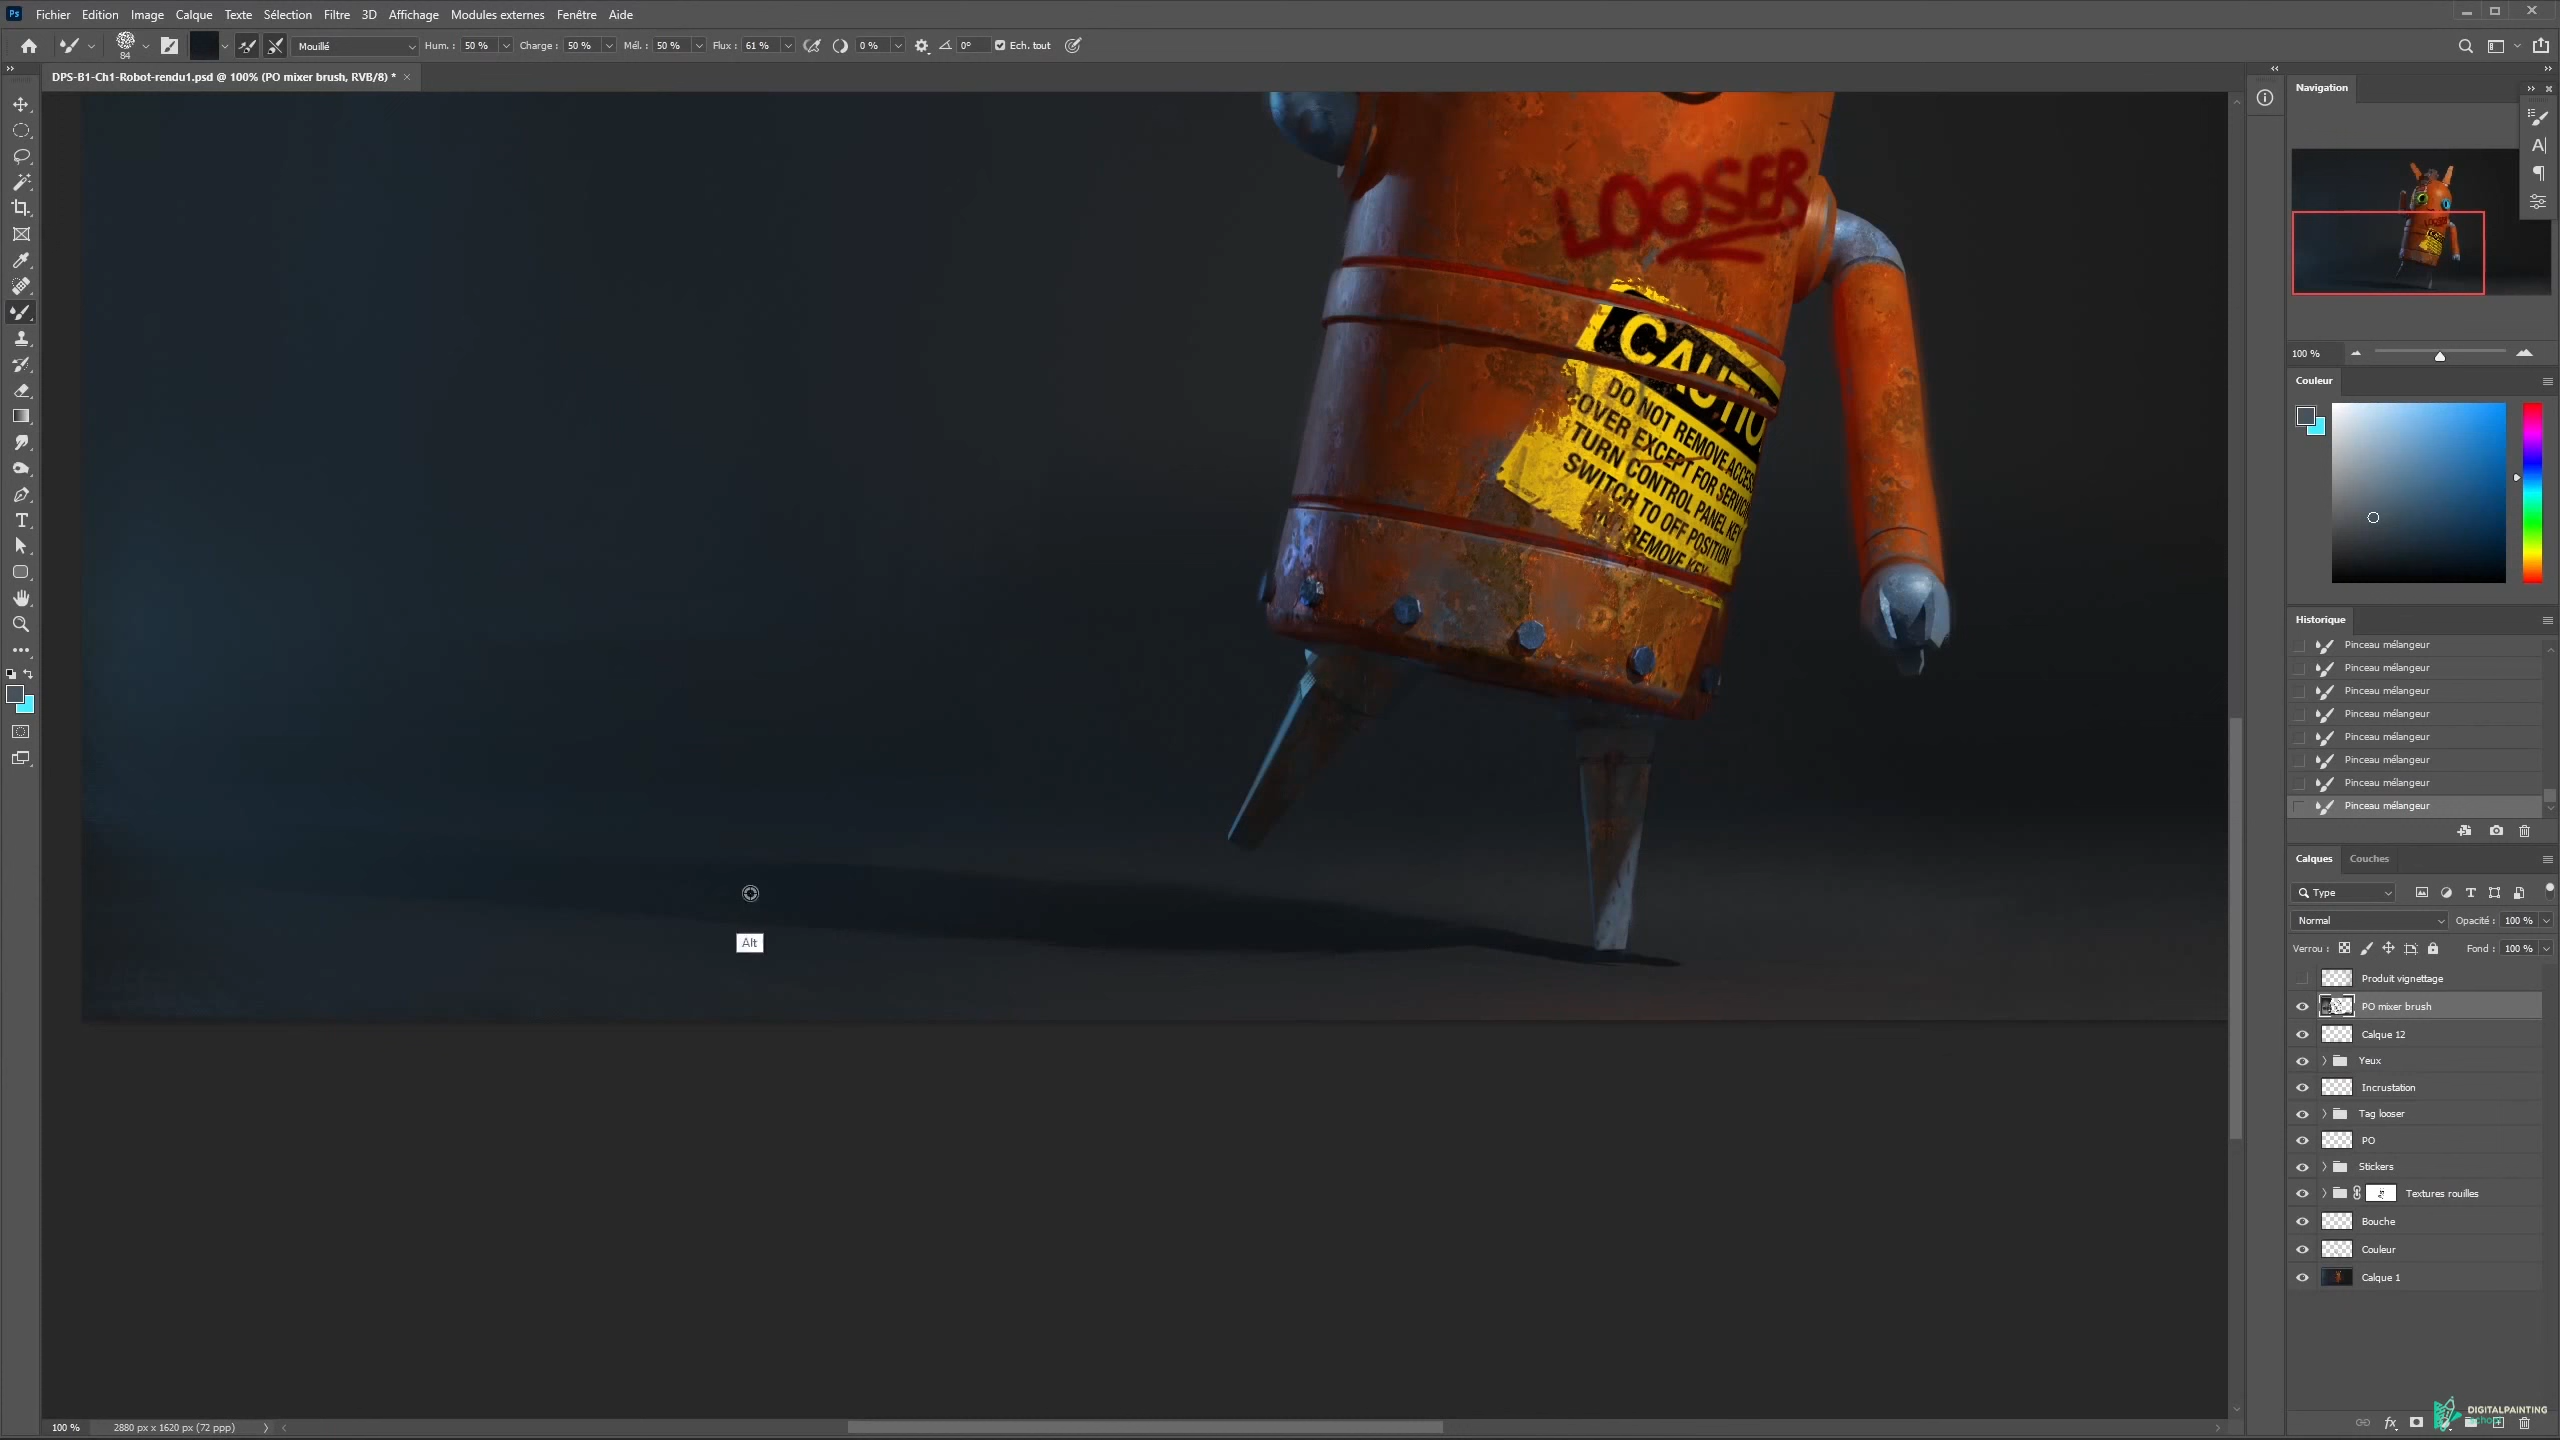 Fichier Edition Image Calque Texte Sélection Filtre 3D Affichage Modules externes Fenêtre Aide
84 Mouillé Hum. : 50 % Charge : 50 % Mél. : 50 % Flux : 61 % 0 % 0° Ech. tout
DPS-B1-Ch1-Robot-rendu1.psd @ 100% (PO mixer brush, RVB/8) *
Navigation
100 %
Couleur
Historique
Pinceau mélangeur
Pinceau mélangeur
Pinceau mélangeur
Pinceau mélangeur
Pinceau mélangeur
Pinceau mélangeur
Pinceau mélangeur
Pinceau mélangeur
Calques Couches
Type
Normal Opacité : 100 %
Verrou : Fond : 100 %
Produit vignettage
PO mixer brush
Calque 12
Yeux
Incrustation
Tag looser
PO
Stickers
Textures rouilles
Bouche
Couleur
Calque 1
LOOSER
CAUTIO
DO NOT REMOVE ACCESS
COVER EXCEPT FOR SERVICIN
TURN CONTROL PANEL KEY
SWITCH TO OFF POSITION
REMOVE KEY
Alt
100 % 2880 px x 1620 px (72 ppp)
DIGITALPAINTING